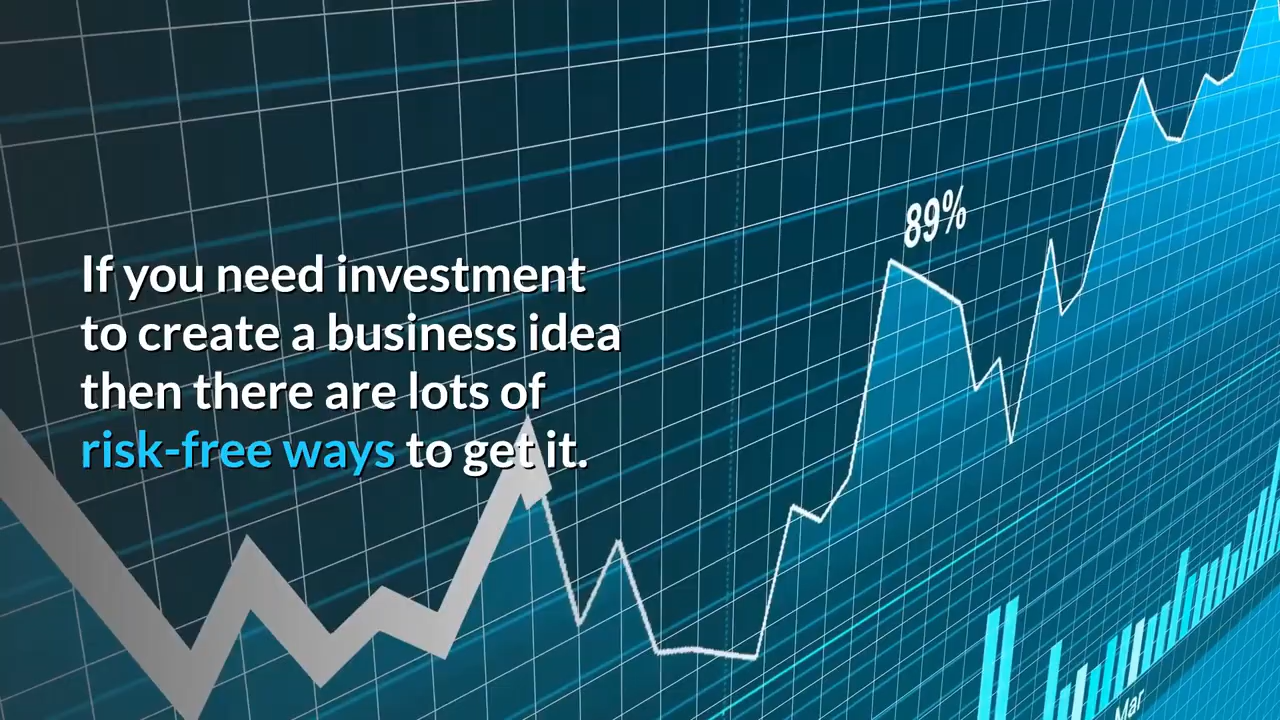 If you need investment
to create a business idea
then there are lots of
risk-free ways to get it.
89%
Mar